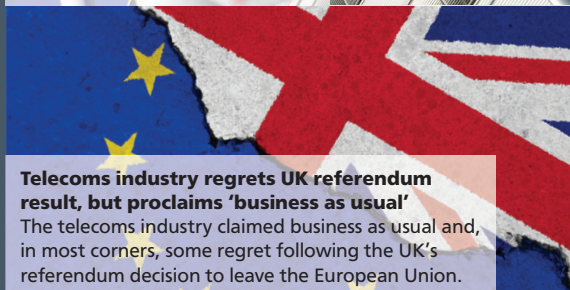 Telecoms industry regrets UK referendum
result, but proclaims ‘business as usual’
The telecoms industry claimed business as usual and,
in most corners, some regret following the UK’s
referendum decision to leave the European Union.